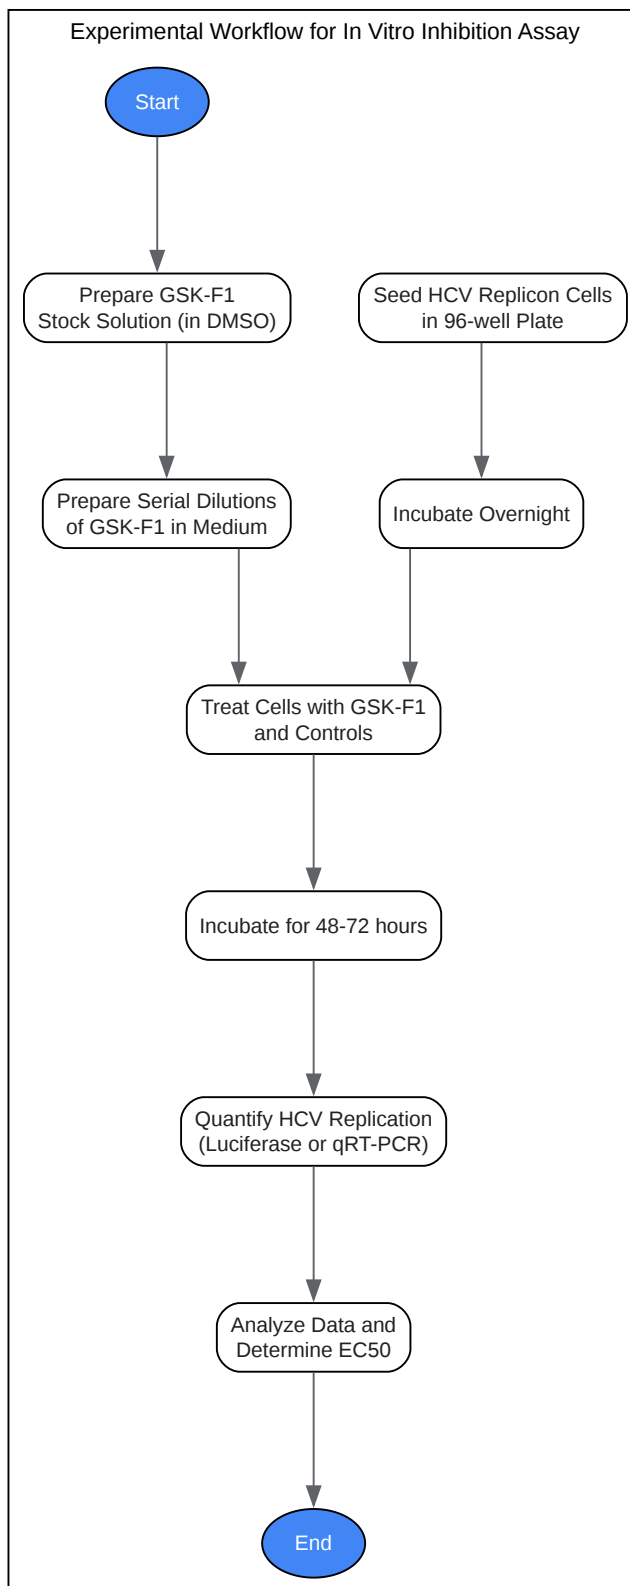 Experimental Workflow for In Vitro Inhibition Assay
Start
Prepare GSK-F1
Stock Solution (in DMSO)
Seed HCV Replicon Cells
in 96-well Plate
Prepare Serial Dilutions
of GSK-F1 in Medium
Incubate Overnight
Treat Cells with GSK-F1
and Controls
Incubate for 48-72 hours
Quantify HCV Replication
(Luciferase or qRT-PCR)
Analyze Data and
Determine EC50
End